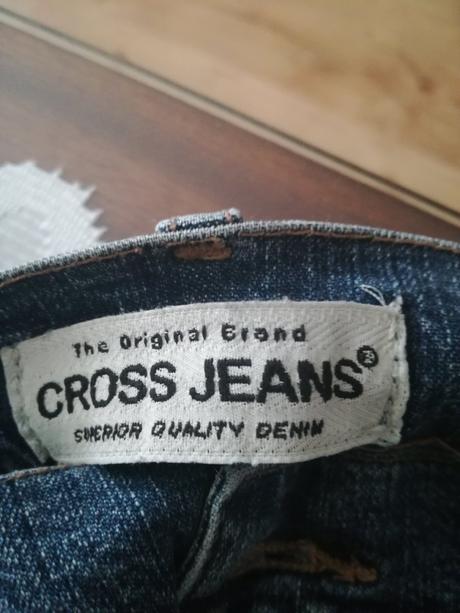 The Original Brand
CROSS JEANS®
SUPERIOR QUALITY DENIM